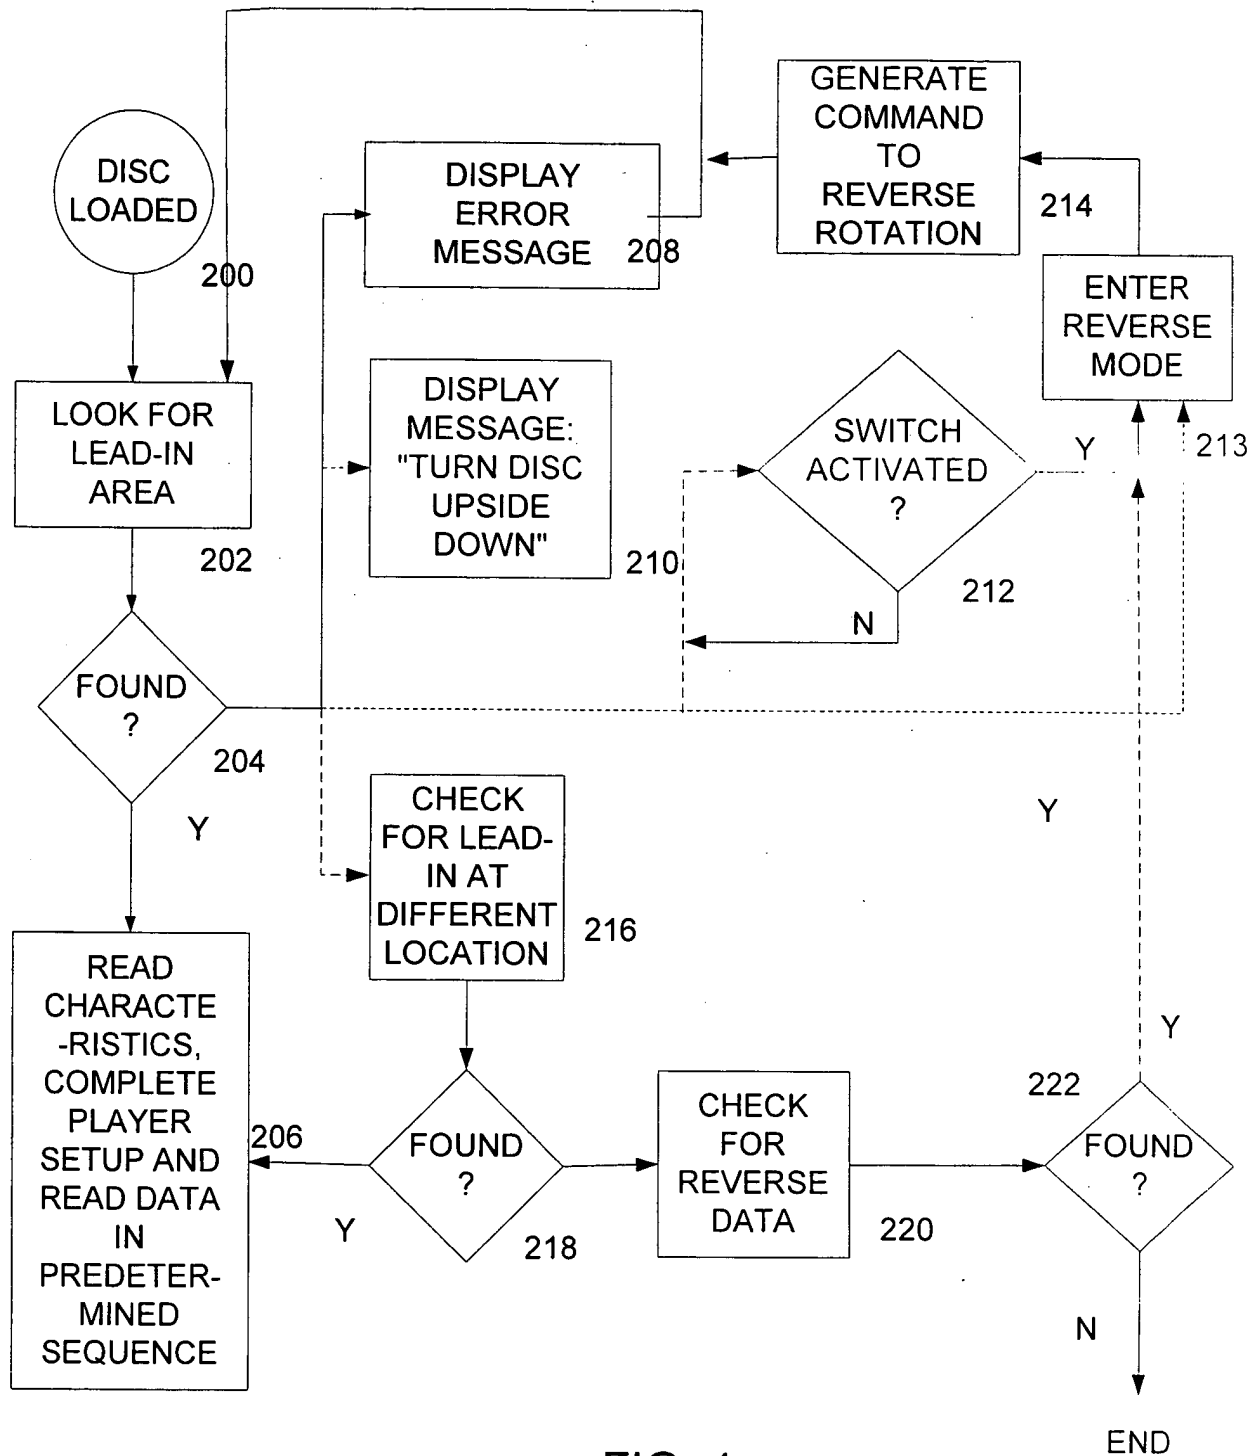 DISC
LOADED
200
LOOK FOR
LEAD-IN
AREA
202
FOUND
?
204
Y
READ
CHARACTE
-RISTICS,
COMPLETE
PLAYER
SETUP AND
READ DATA
IN
PREDETER-
MINED
SEQUENCE
206
DISPLAY
ERROR
MESSAGE
208
DISPLAY
MESSAGE:
"TURN DISC
UPSIDE
DOWN"
210
SWITCH
ACTIVATED
?
212
Y
N
GENERATE
COMMAND
TO
REVERSE
ROTATION
214
ENTER
REVERSE
MODE
213
CHECK
FOR LEAD-
IN AT
DIFFERENT
LOCATION
216
FOUND
?
218
Y
CHECK
FOR
REVERSE
DATA
220
Y
Y
222
FOUND
?
N
END